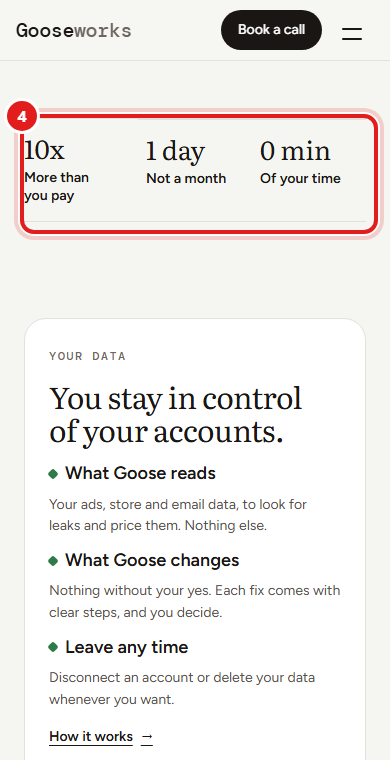 Gooseworks
Book a call
4
10x
1 day
0 min
More than
you pay
Not a month
Of your time
YOUR DATA
You stay in control
of your accounts.
What Goose reads
Your ads, store and email data, to look for
leaks and price them. Nothing else.
What Goose changes
Nothing without your yes. Each fix comes with
clear steps, and you decide.
Leave any time
Disconnect an account or delete your data
whenever you want.
How it works →